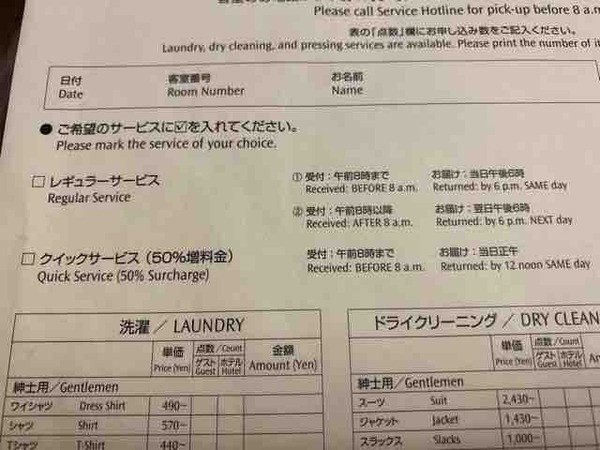 Please call Service Hotline for pick-up before 8 a.m
表の「点数」欄にお申し込み数をご記入ください。
Laundry, dry cleaning, and pressing services are available. Please print the number of it
日付 客室番号 お名前
Date Room Number Name
● ご希望のサービスに☑を入れてください。
Please mark the service of your choice.
□ レギュラーサービス ① 受付：午前8時まで お届け：当日午後6時
Regular Service Received: BEFORE 8 a.m. Returned: by 6 p.m. SAME day
② 受付：午前8時以降 お届け：翌日午後6時
Received: AFTER 8 a.m. Returned: by 6 p.m. NEXT day
□ クイックサービス（50%増料金） 受付：午前8時まで お届け：当日正午
Quick Service (50% Surcharge) Received: BEFORE 8 a.m. Returned: by 12 noon SAME day
洗濯 / LAUNDRY ドライクリーニング / DRY CLEAN
単価 点数/Count 金額 単価 点数/Count
Price (Yen) ゲスト ホテル Amount (Yen) Price (Yen) ゲスト ホテル
Guest Hotel Guest Hotel
紳士用/Gentlemen 紳士用/Gentlemen
ワイシャツ Dress Shirt 490~ スーツ Suit 2,430~
シャツ Shirt 570~ ジャケット Jacket 1,430~
Tシャツ T-Shirt 440~ スラックス Slacks 1,000~